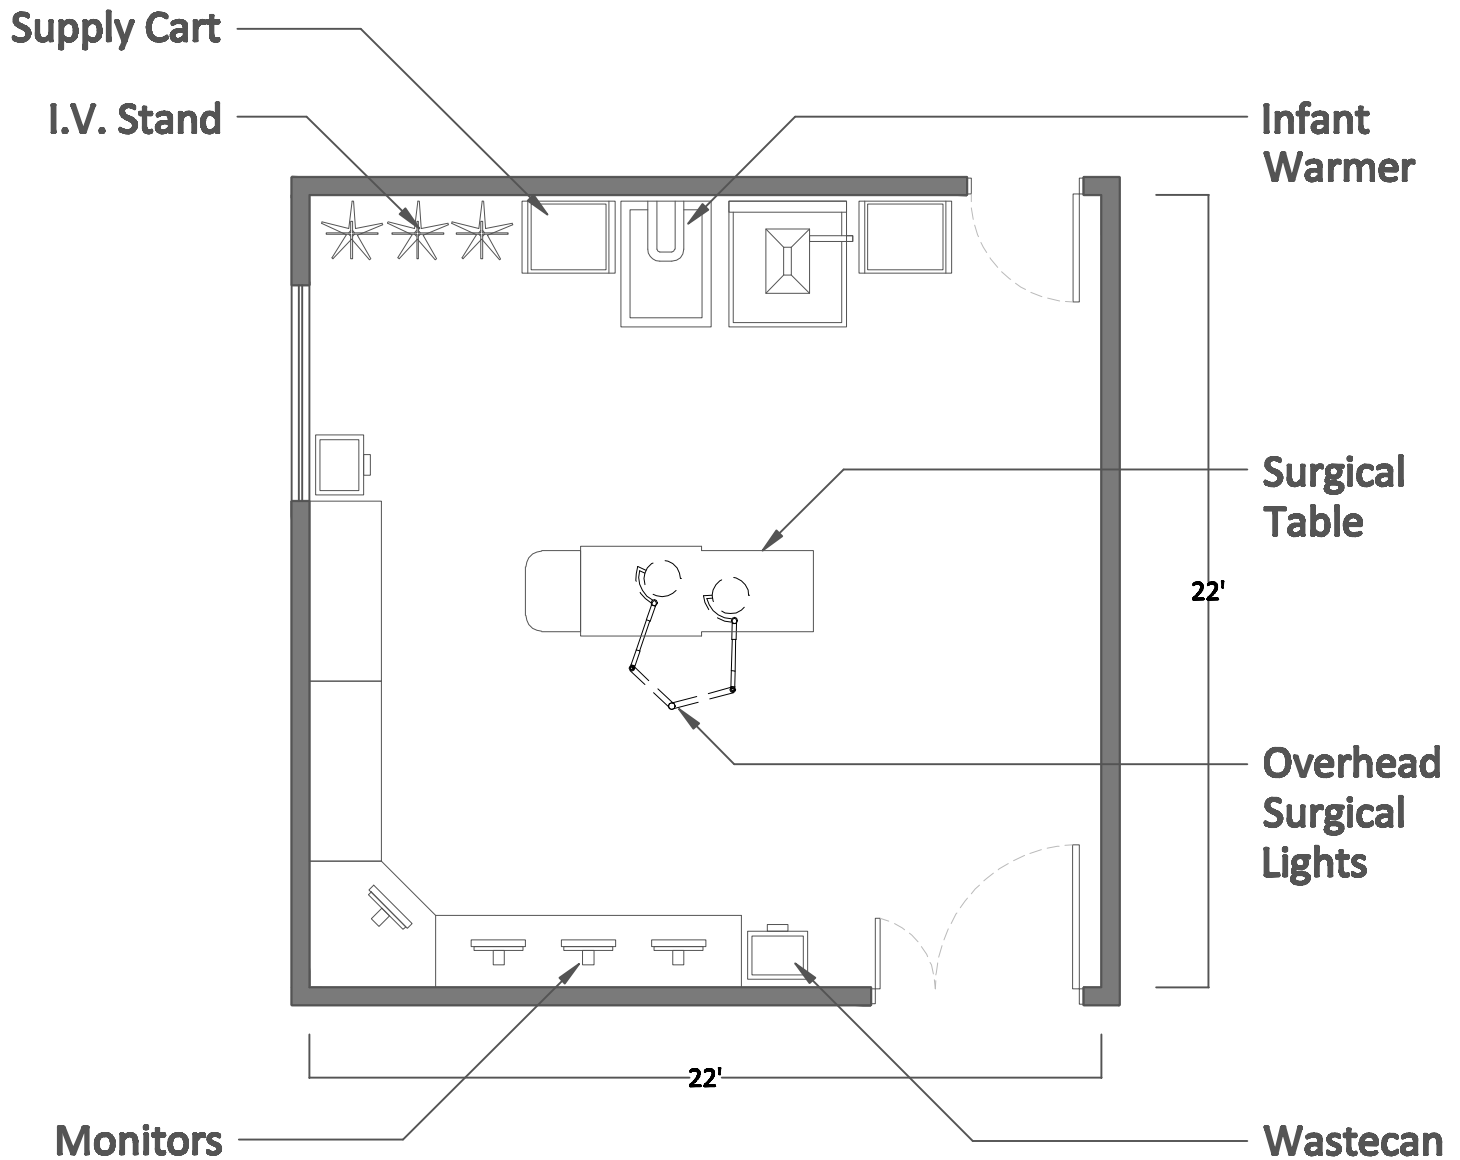 Supply Cart
I.V. Stand
Infant
Warmer
Surgical
Table
22'
Overhead
Surgical
Lights
22'
Monitors
Wastecan